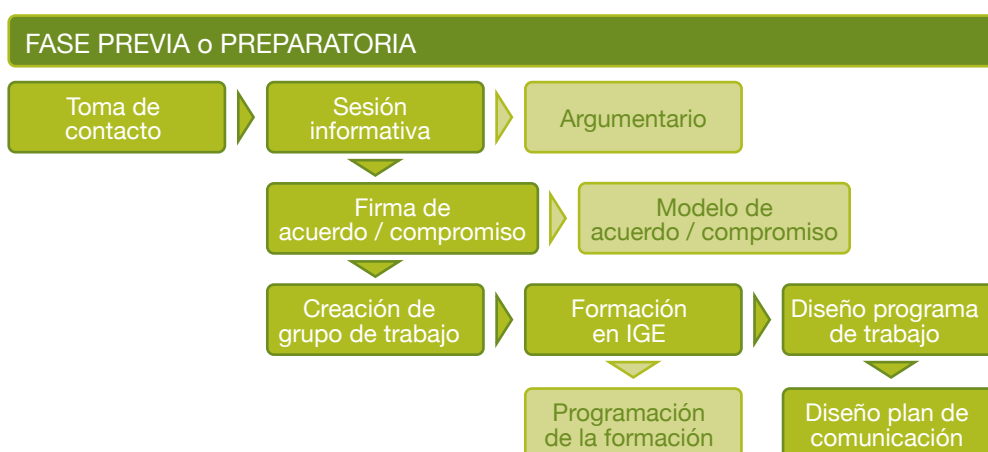 FASE PREVIA o PREPARATORIA
Toma de
contacto
Sesión
informativa
Argumentario
Firma de
acuerdo / compromiso
Modelo de
acuerdo / compromiso
Creación de
grupo de trabajo
Formación
en IGE
Diseño programa
de trabajo
Programación
de la formación
Diseño plan de
comunicación